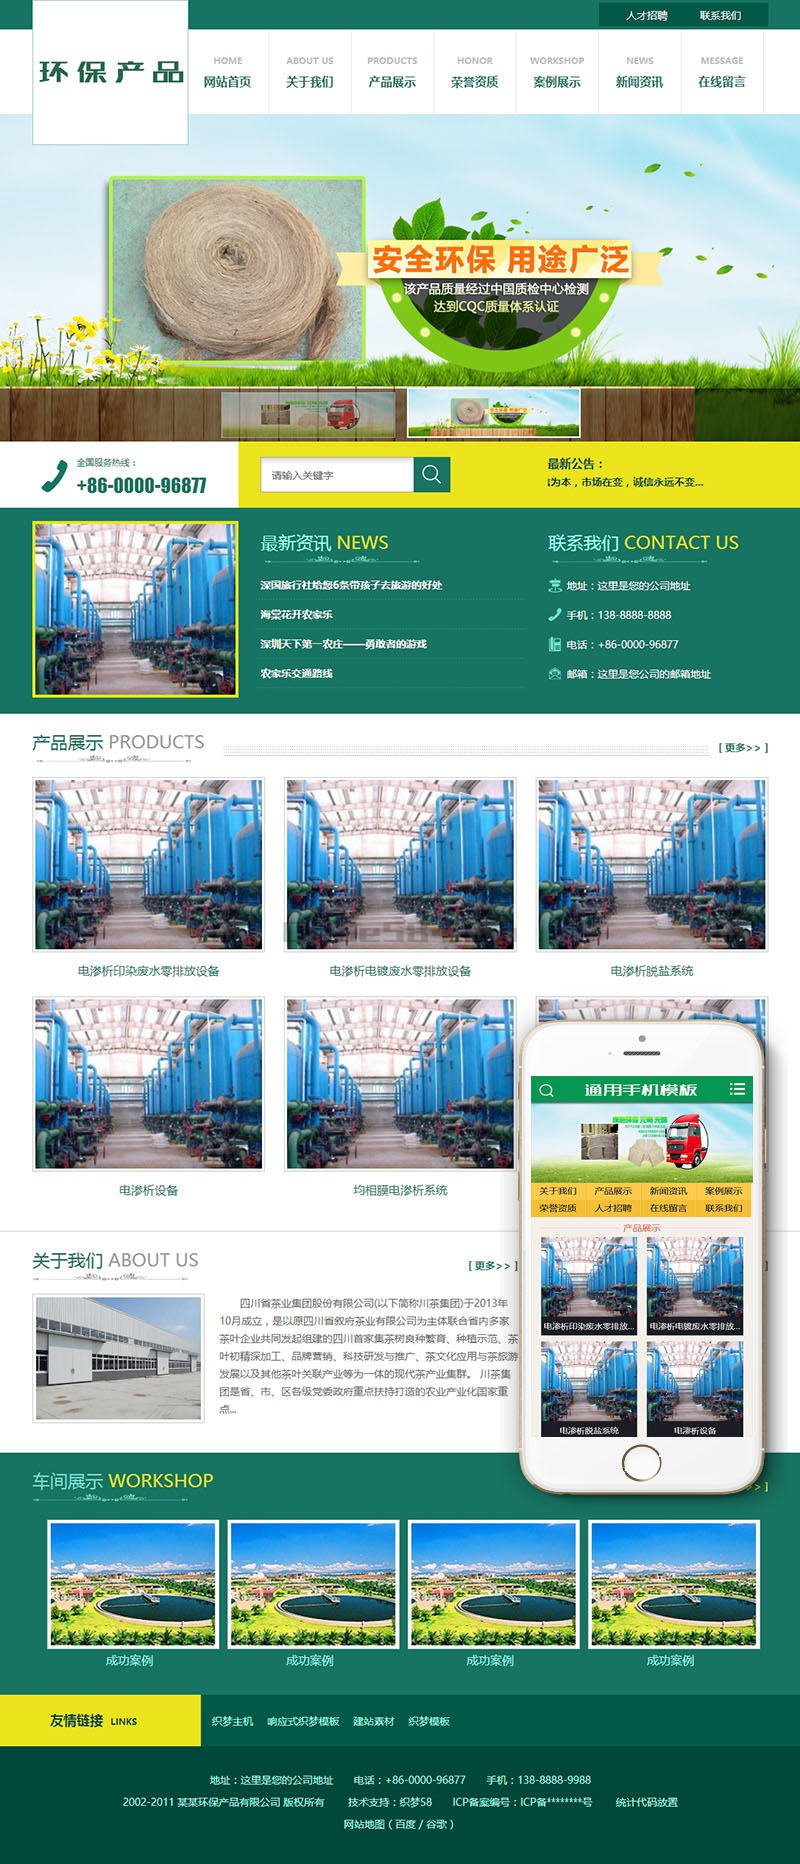 人才招聘 联系我们
环保产品
HOME ABOUT US PRODUCTS HONOR WORKSHOP NEWS MESSAGE
网站首页 关于我们 产品展示 荣誉资质 案例展示 新闻资讯 在线留言
安全环保 用途广泛
该产品质量经过中国质检中心检测
达到CQC质量体系认证
全国服务热线：
+86-0000-96877
请输入关键字
最新公告：
为本，市场在变，诚信永远不变...
最新资讯 NEWS
深国旅行社给您6条带孩子去旅游的好处
海棠花开农家乐
深圳天下第一农庄——勇敢者的游戏
农家乐交通路线
联系我们 CONTACT US
地址：这里是您的公司地址
手机：138-8888-8888
电话：+86-0000-96877
邮箱：这里是您公司的邮箱地址
产品展示 PRODUCTS
[ 更多>> ]
电渗析印染废水零排放设备 电渗析电镀废水零排放设备 电渗析脱盐系统
电渗析设备 均相膜电渗析系统
关于我们 ABOUT US
[ 更多>> ]
四川省茶业集团股份有限公司(以下简称川茶集团)于2013年
10月成立，是以原四川省叙府茶业有限公司为主体联合省内多家
茶叶企业共同发起组建的四川首家集茶树良种繁育、种植示范、茶
叶初精深加工、品牌营销、科技研发与推广、茶文化应用与茶旅游
发展以及其他茶叶关联产业等为一体的现代茶产业集群。 川茶集
团是省、市、区各级党委政府重点扶持打造的农业产业化国家重
点...
通用手机模板
关于我们 产品展示 新闻资讯 案例展示
荣誉资质 人才招聘 在线留言 联系我们
产品展示
电渗析印染废水零排放... 电渗析电镀废水零排放...
电渗析脱盐系统 电渗析设备
车间展示 WORKSHOP
>> ]
成功案例 成功案例 成功案例 成功案例
友情链接 LINKS
织梦主机 响应式织梦模板 建站素材 织梦模板
地址：这里是您的公司地址 电话：+86-0000-96877 手机：138-8888-9988
2002-2011 某某环保产品有限公司 版权所有 技术支持：织梦58 ICP备案编号：ICP备********号 统计代码放置
网站地图 ( 百度 / 谷歌 )